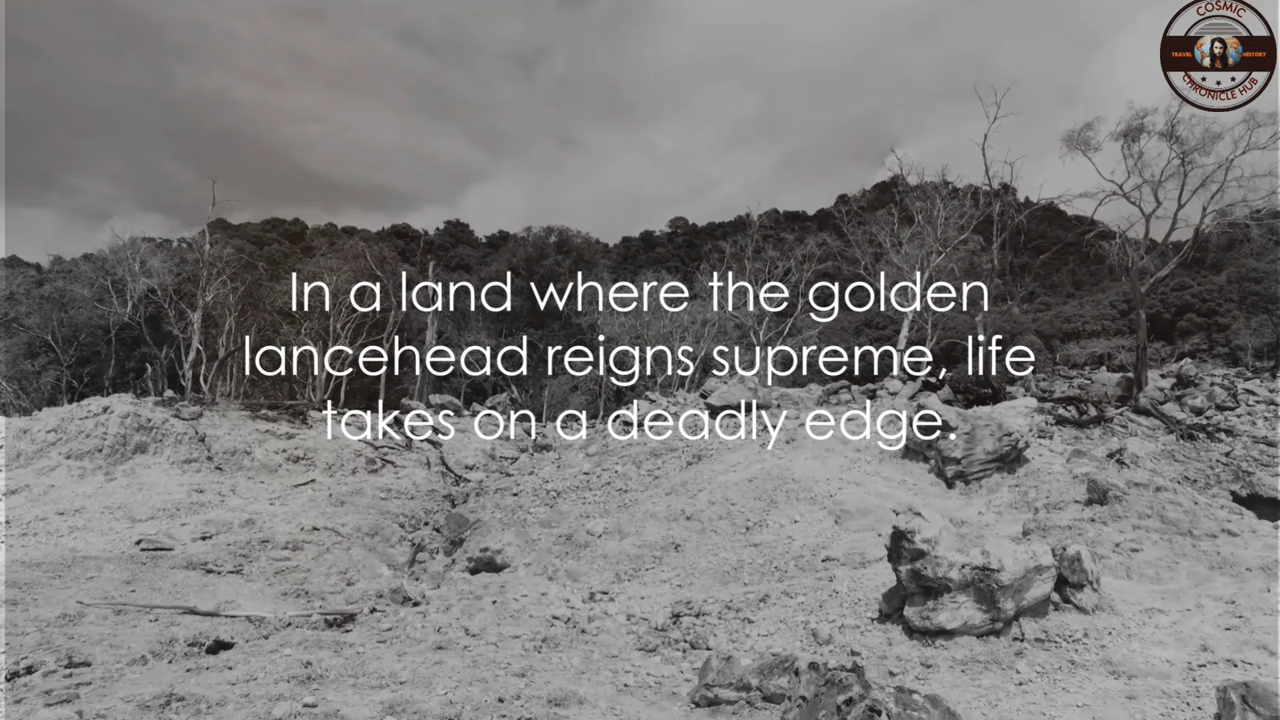 COSMIC
TRAVEL HISTORY
CHRONICLE HUB
In a land where the golden
lancehead reigns supreme, life
takes on a deadly edge.